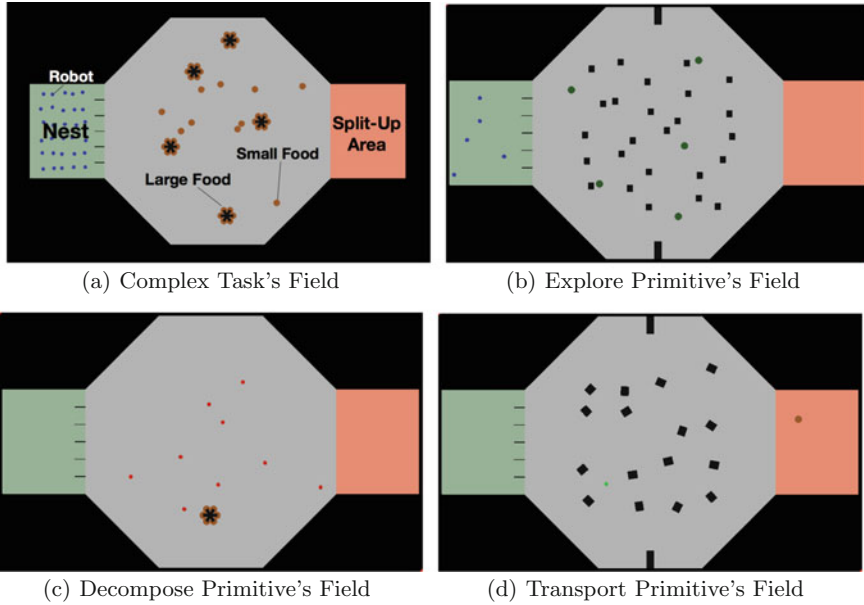 Robot
Nest
Split-Up
Area
Small Food
Large Food
(a) Complex Task's Field
(b) Explore Primitive's Field
(c) Decompose Primitive's Field
(d) Transport Primitive's Field